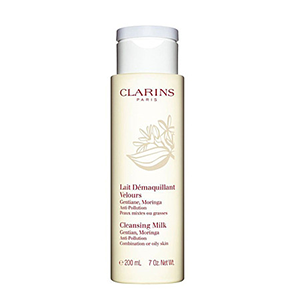 CLARINS
PARIS
Lait Démaquillant
Velours
Gentiane, Moringa
Anti-Pollution
Peaux mixtes ou grasses
Cleansing Milk
Gentian, Moringa
Anti-Pollution
Combination or oily skin
e 200 mL 7 Oz. Net Wt.